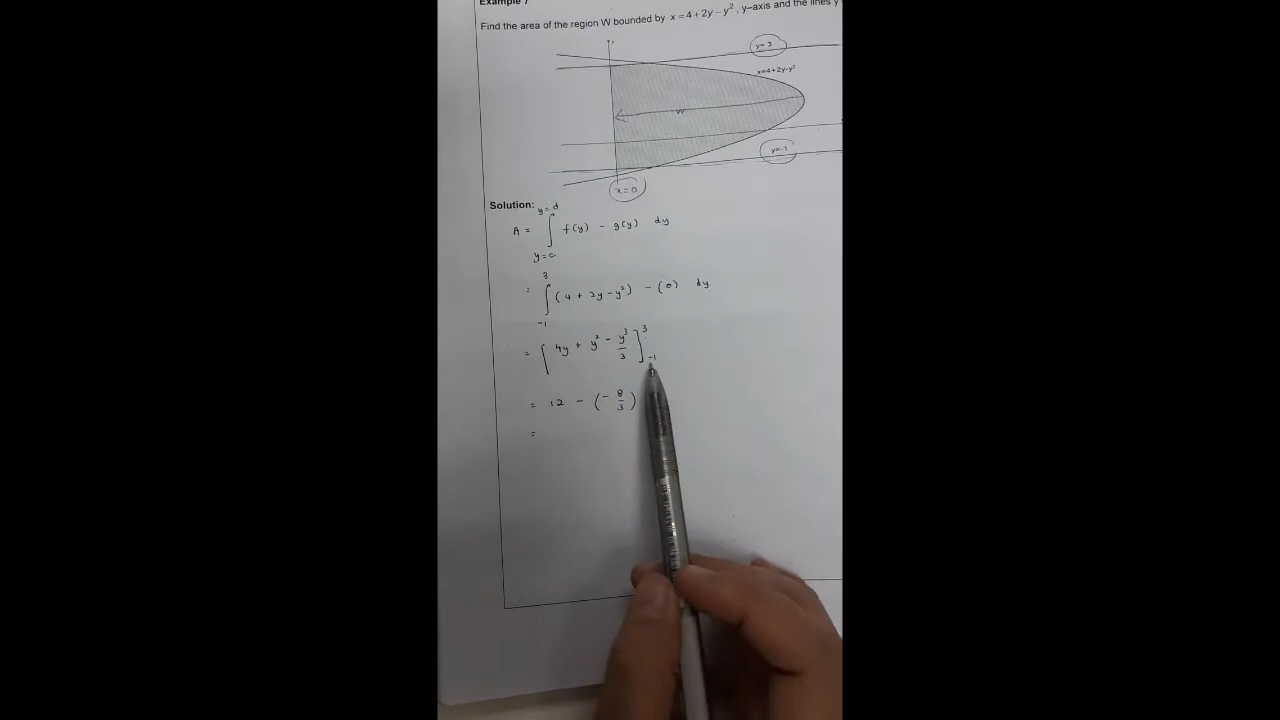 Example 7
Find the area of the region W bounded by x = 4 + 2y − y², y−axis and the lines y
y= 3
x=4+2y-y²
W
y=-1
x = 0
Solution:
y = d
A = ∫ f(y) - g(y) dy
y = c
3
= ∫ (4 + 2y - y²) - (0) dy
-1
= [ 4y + y² - y³/3 ]³₋₁
= 12 - (- 8/3)
=